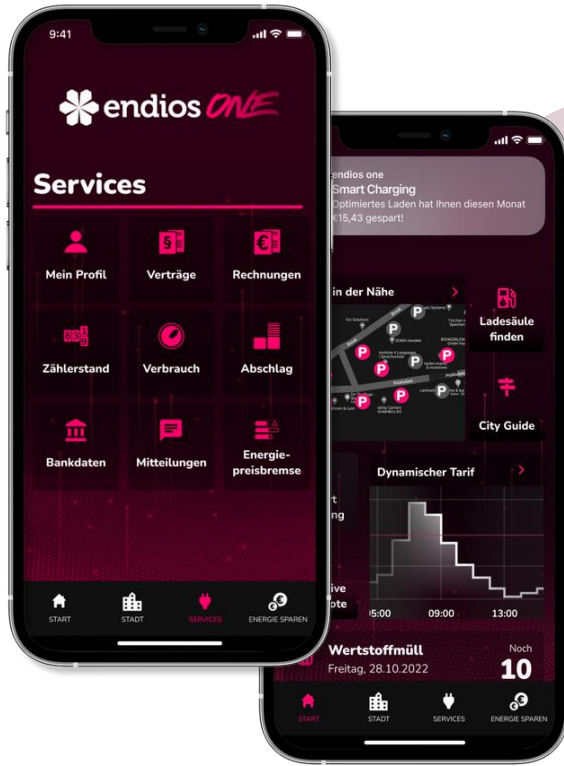 9:41
endios ONE
Services
Mein Profil
Verträge
Rechnungen
Zählerstand
Verbrauch
Abschlag
Bankdaten
Mitteilungen
Energie-
preisbremse
START
STADT
SERVICES
ENERGIE SPAREN
endios one
Smart Charging
Optimiertes Laden hat Ihnen diesen Monat
€15,43 gespart!
in der Nähe
Ladesäule
finden
City Guide
Dynamischer Tarif
5:00
09:00
13:00
Wertstoffmüll
Freitag, 28.10.2022
Noch
10
START
STADT
SERVICES
ENERGIE SPAREN